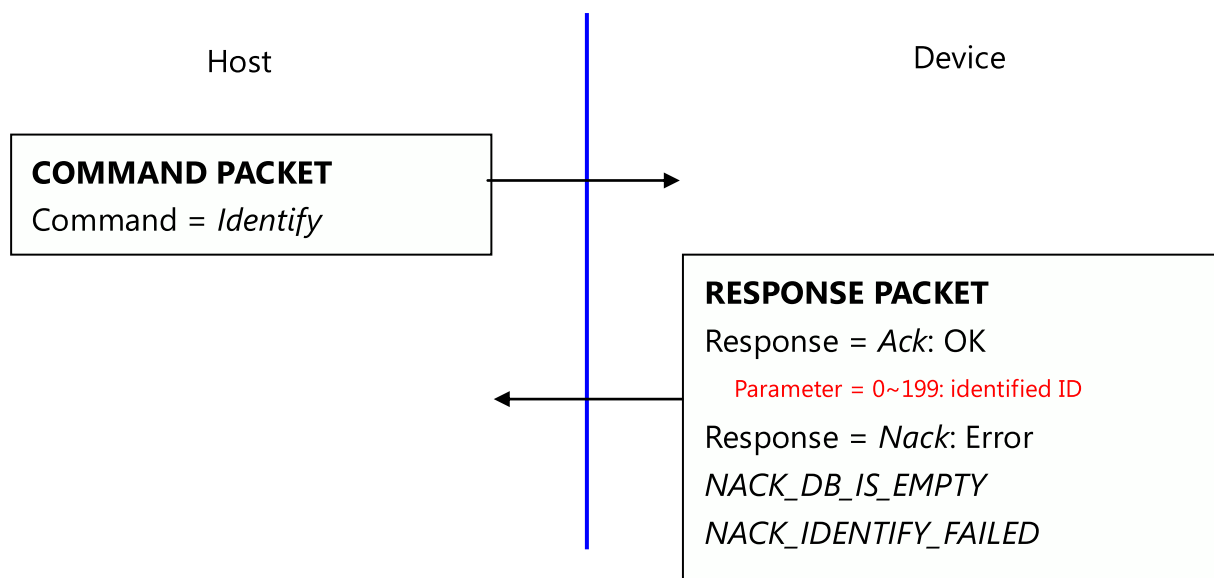 Host
Device
COMMAND PACKET
Command = Identify
RESPONSE PACKET
Response = Ack: OK
Parameter = 0~199: identified ID
Response = Nack: Error
NACK_DB_IS_EMPTY
NACK_IDENTIFY_FAILED